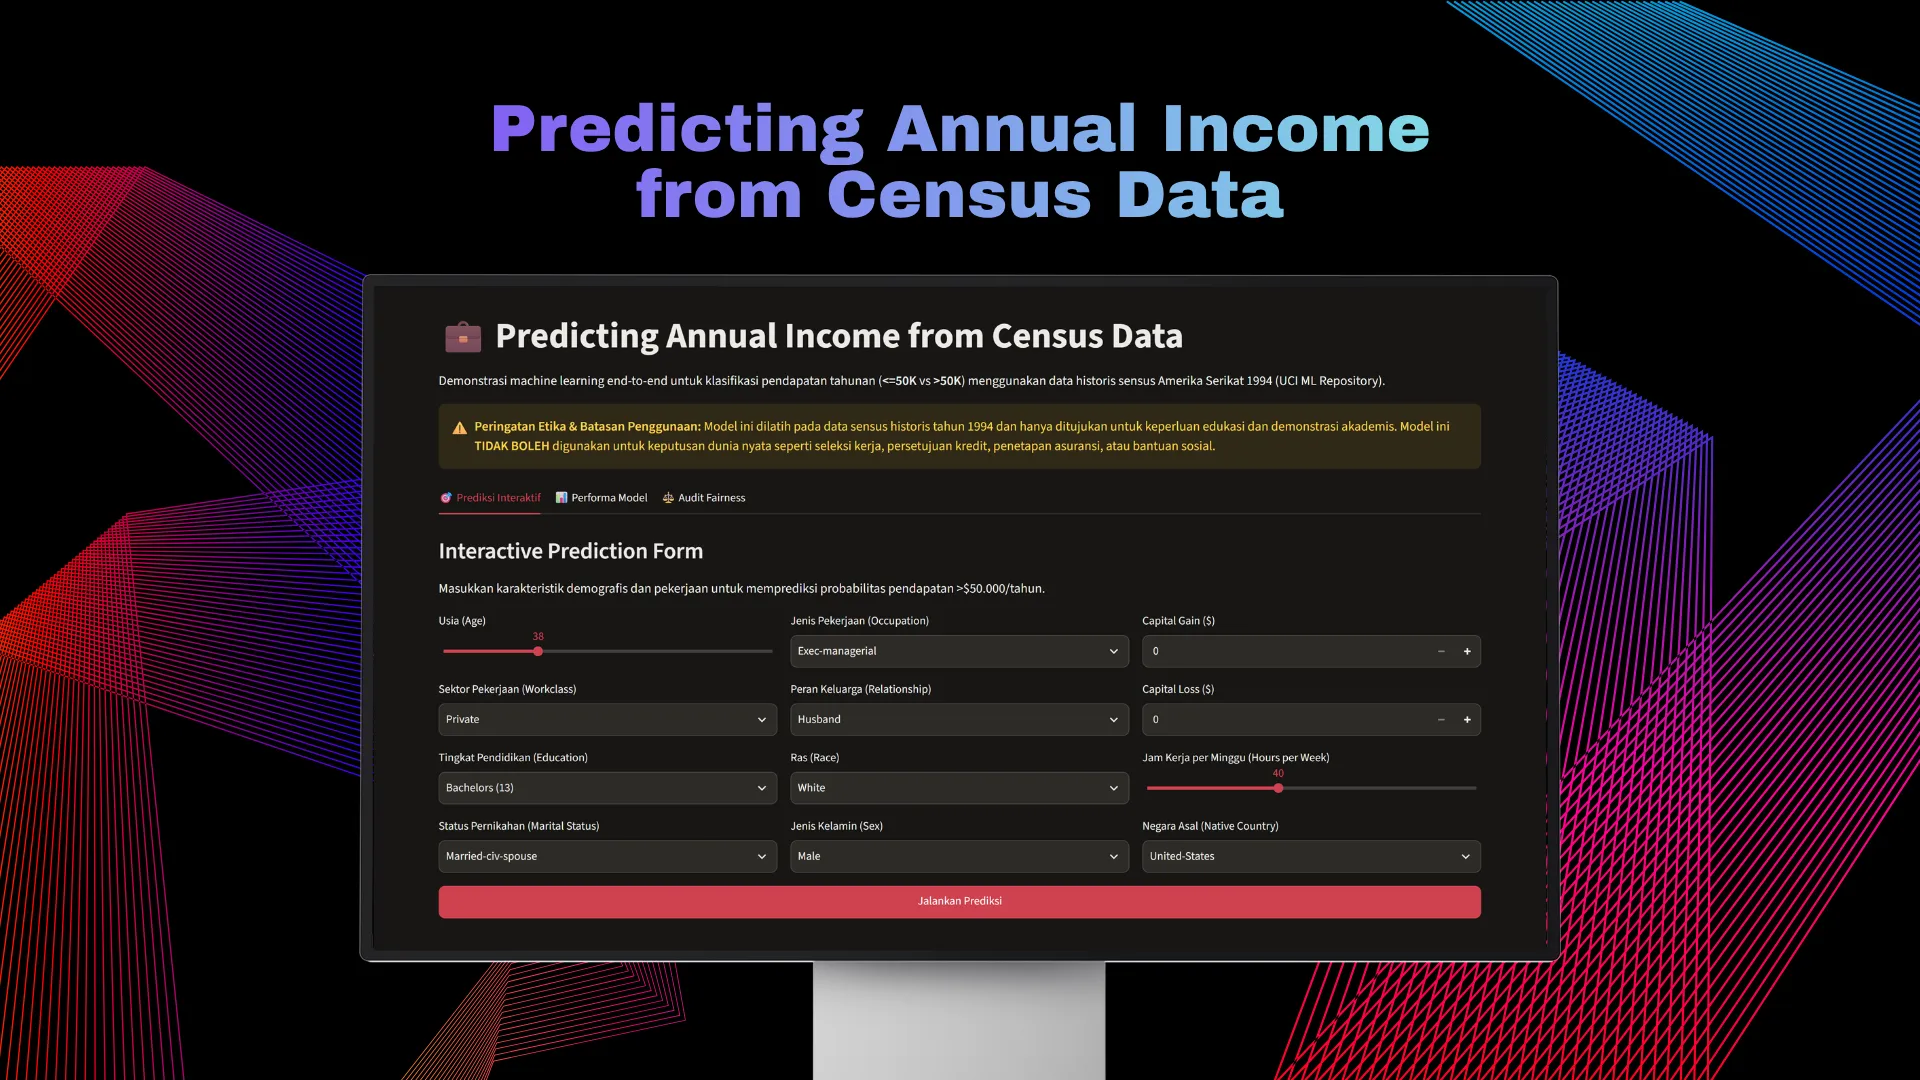 Predicting Annual Income
from Census Data
Predicting Annual Income from Census Data
Demonstrasi machine learning end-to-end untuk klasifikasi pendapatan tahunan (<=50K vs >50K) menggunakan data historis sensus Amerika Serikat 1994 (UCI ML Repository).
Peringatan Etika & Batasan Penggunaan: Model ini dilatih pada data sensus historis tahun 1994 dan hanya ditujukan untuk keperluan edukasi dan demonstrasi akademis. Model ini
TIDAK BOLEH digunakan untuk keputusan dunia nyata seperti seleksi kerja, persetujuan kredit, penetapan asuransi, atau bantuan sosial.
Prediksi Interaktif Performa Model Audit Fairness
Interactive Prediction Form
Masukkan karakteristik demografis dan pekerjaan untuk memprediksi probabilitas pendapatan >$50.000/tahun.
Usia (Age) Jenis Pekerjaan (Occupation) Capital Gain ($)
38
Exec-managerial 0 − +
Sektor Pekerjaan (Workclass) Peran Keluarga (Relationship) Capital Loss ($)
Private Husband 0 − +
Tingkat Pendidikan (Education) Ras (Race) Jam Kerja per Minggu (Hours per Week)
40
Bachelors (13) White
Status Pernikahan (Marital Status) Jenis Kelamin (Sex) Negara Asal (Native Country)
Married-civ-spouse Male United-States
Jalankan Prediksi